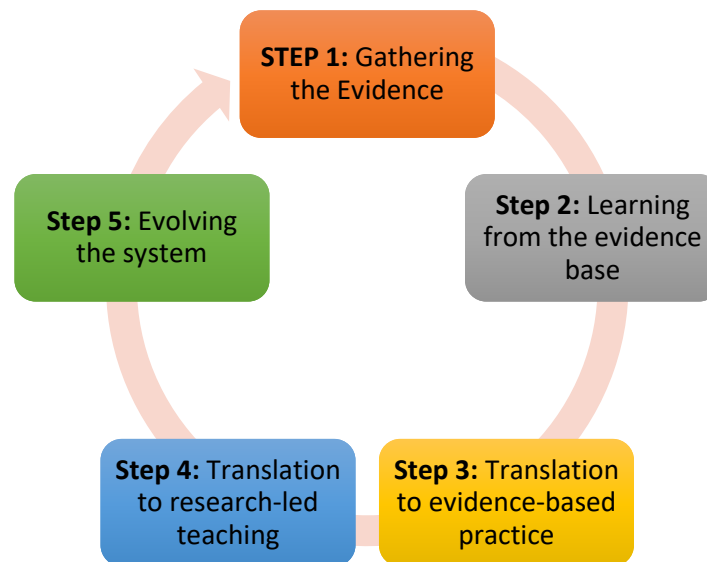 STEP 1: Gathering
the Evidence
Step 2: Learning
from the evidence
base
Step 3: Translation
to evidence-based
practice
Step 4: Translation
to research-led
teaching
Step 5: Evolving
the system